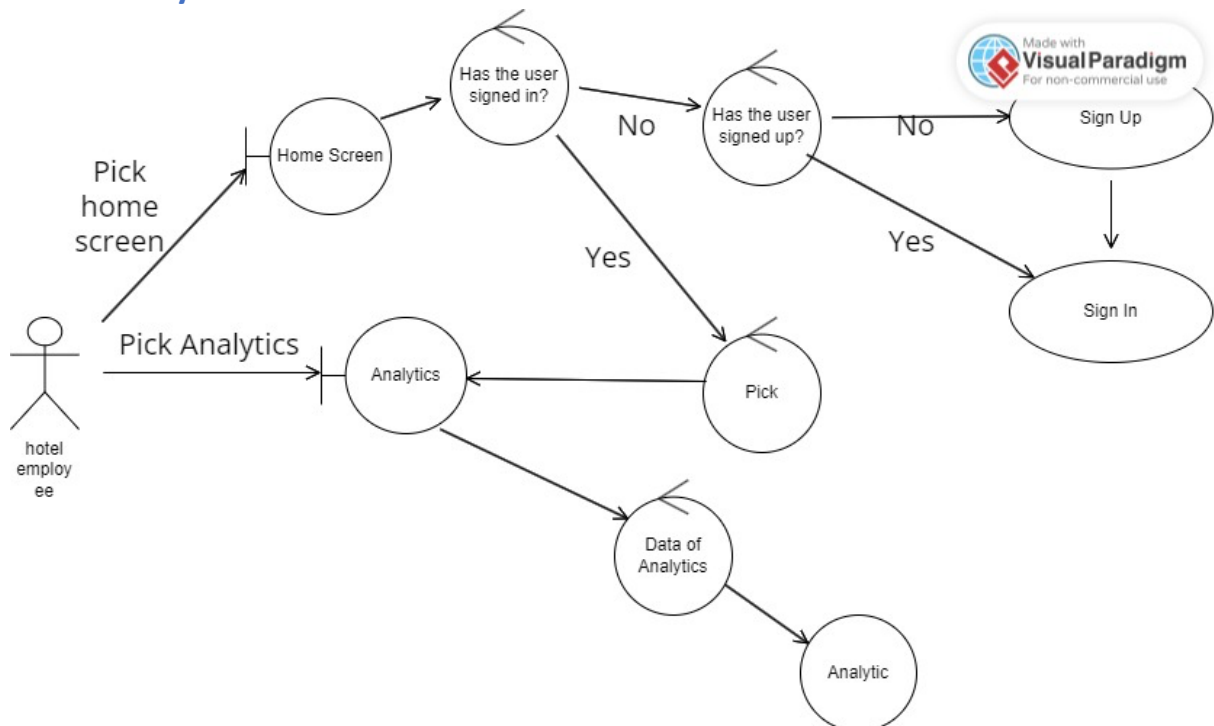 Made with
Visual Paradigm
For non-commercial use
Has the user
signed in?
No
Has the user
signed up?
No
Sign Up
Home Screen
Pick
home
screen
Yes
Yes
Sign In
Pick Analytics
Analytics
Pick
hotel
employ
ee
Data of
Analytics
Analytic